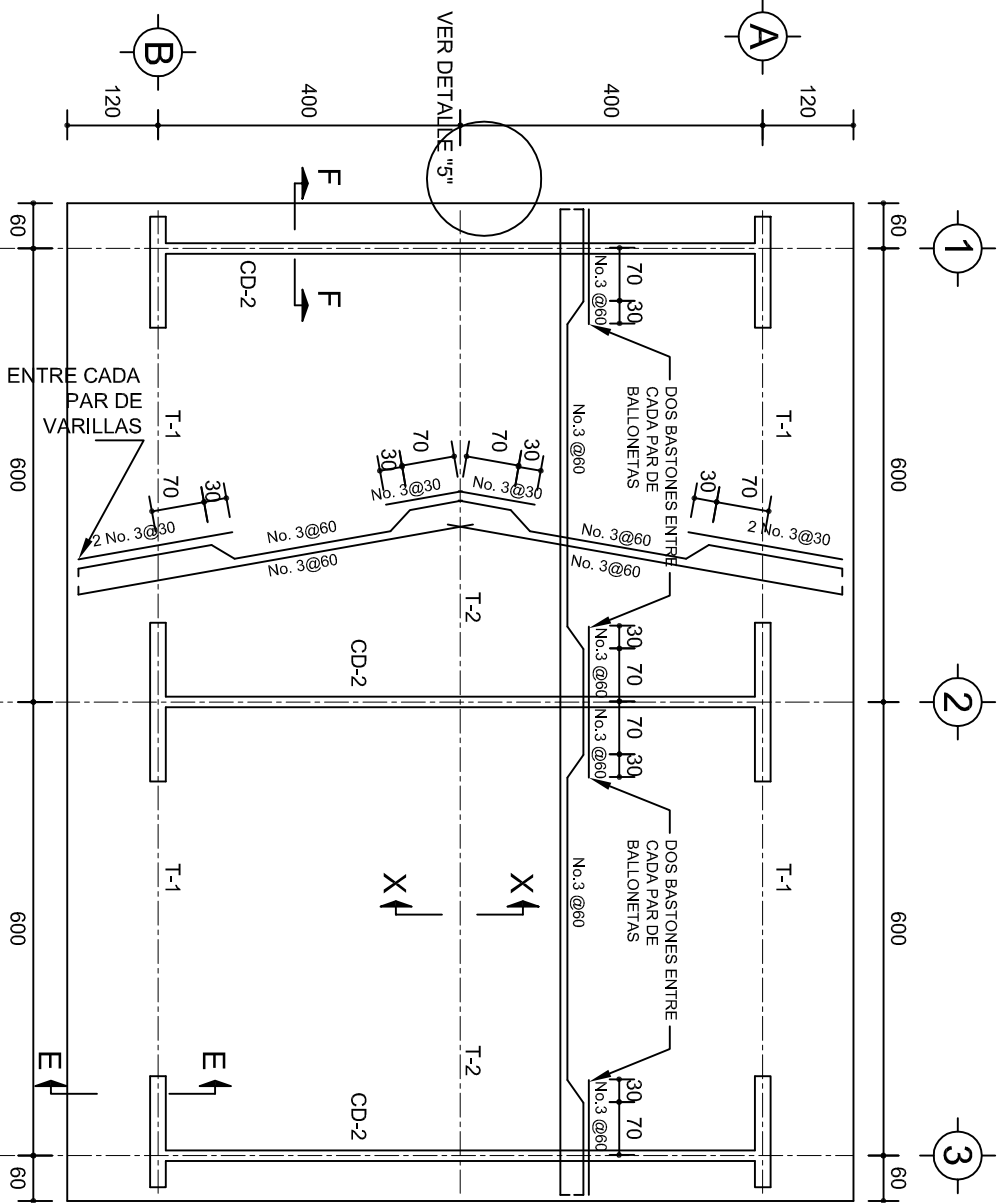 B
A
VER DETALLE "5"
120
400
400
120
60
60
1
F
F
CD-2
70
30
No.3 @60
ENTRE CADA
PAR DE
VARILLAS
T-1
T-1
DOS BASTONES ENTRE
CADA PAR DE
BALLONETAS
No.3 @60
600
600
70
30
30
70
70
30
30
70
2 No. 3@30
No. 3@60
No. 3@60
No. 3@30
No. 3@30
No. 3@60
No. 3@60
2 No. 3@30
T-2
CD-2
30
70
No.3 @60
70
30
No.3 @60
2
T-1
T-1
X
X
DOS BASTONES ENTRE
CADA PAR DE
BALLONETAS
No.3 @60
600
600
E
E
T-2
CD-2
30
70
No.3 @60
3
60
60